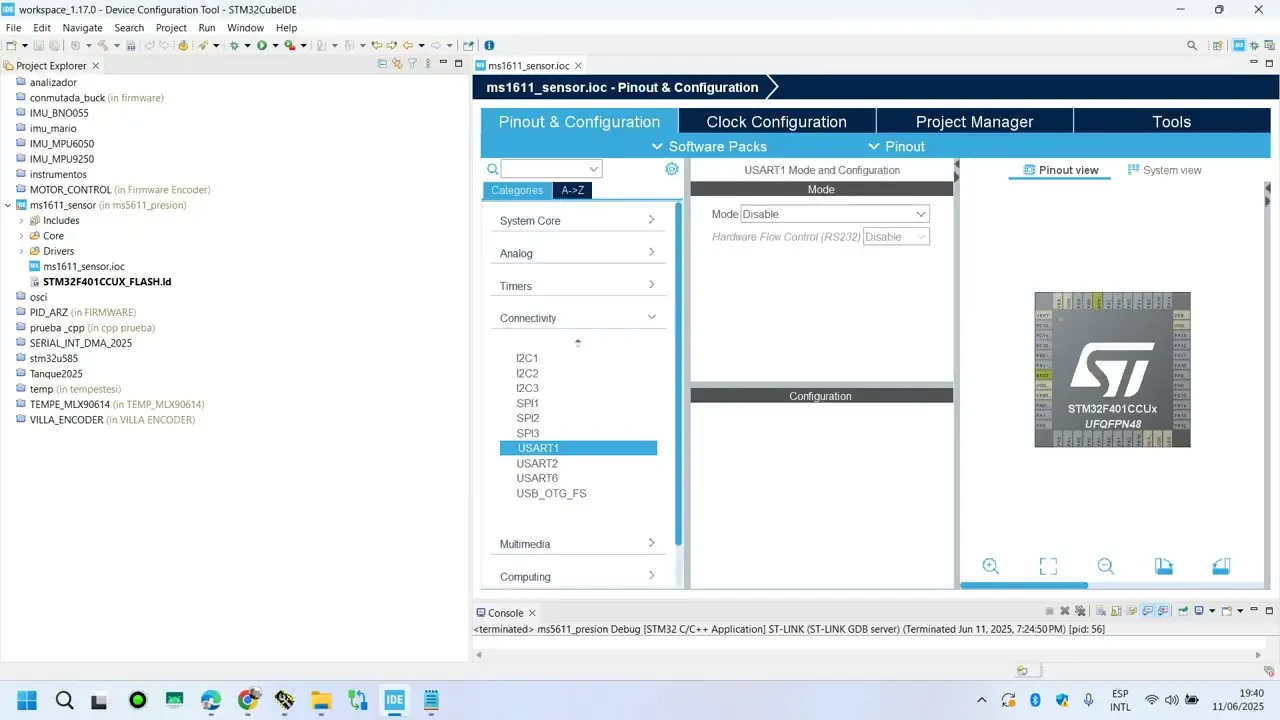 workspace_1.17.0 - Device Configuration Tool - STM32CubeIDE
File Edit Navigate Search Project Run Window Help
Project Explorer
analizador
conmutada_buck (in firmware)
IMU_BNO055
imu_mario
IMU_MPU6050
IMU_MPU9250
instrumentos
MOTOR_CONTROL (in Firmware Encoder)
ms1611_sensor (in ms5611_presion)
Includes
Core
Drivers
ms1611_sensor.ioc
STM32F401CCUX_FLASH.ld
osci
PID_ARZ (in FIRMWARE)
prueba _cpp (in cpp prueba)
SERIAL_INT_DMA_2025
stm32u585
Tanque2025
temp (in tempestesi)
TEMPE_MLX90614 (in TEMP_MLX90614)
VILLA_ENCODER (in VILLA ENCODER)
ms1611_sensor.ioc
ms1611_sensor.ioc - Pinout & Configuration
Pinout & Configuration Clock Configuration Project Manager Tools
Software Packs Pinout
Categories A->Z
System Core
Analog
Timers
Connectivity
I2C1
I2C2
I2C3
SPI1
SPI2
SPI3
USART1
USART2
USART6
USB_OTG_FS
Multimedia
Computing
USART1 Mode and Configuration
Mode
Mode Disable
Hardware Flow Control (RS232) Disable
Configuration
Pinout view System view
STM32F401CCUx
UFQFPN48
Console
<terminated> ms5611_presion Debug [STM32 C/C++ Application] ST-LINK (ST-LINK GDB server) (Terminated Jun 11, 2025, 7:24:50 PM) [pid: 56]
IDE
ESP
INTL
19:40
11/06/2025